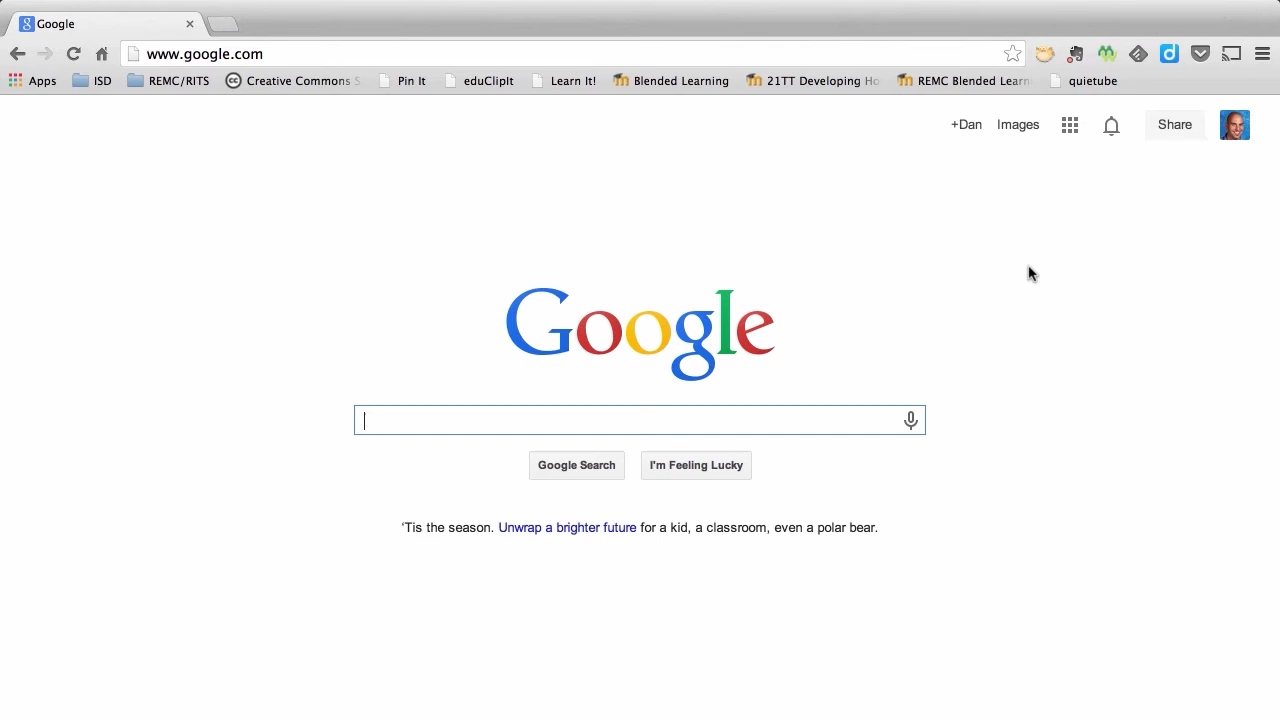 Google
www.google.com
Apps ISD REMC/RITS Creative Commons S Pin It eduClipIt Learn It! Blended Learning 21TT Developing Ho REMC Blended Learn quietube
+Dan Images Share
Google
Google Search I'm Feeling Lucky
'Tis the season. Unwrap a brighter future for a kid, a classroom, even a polar bear.